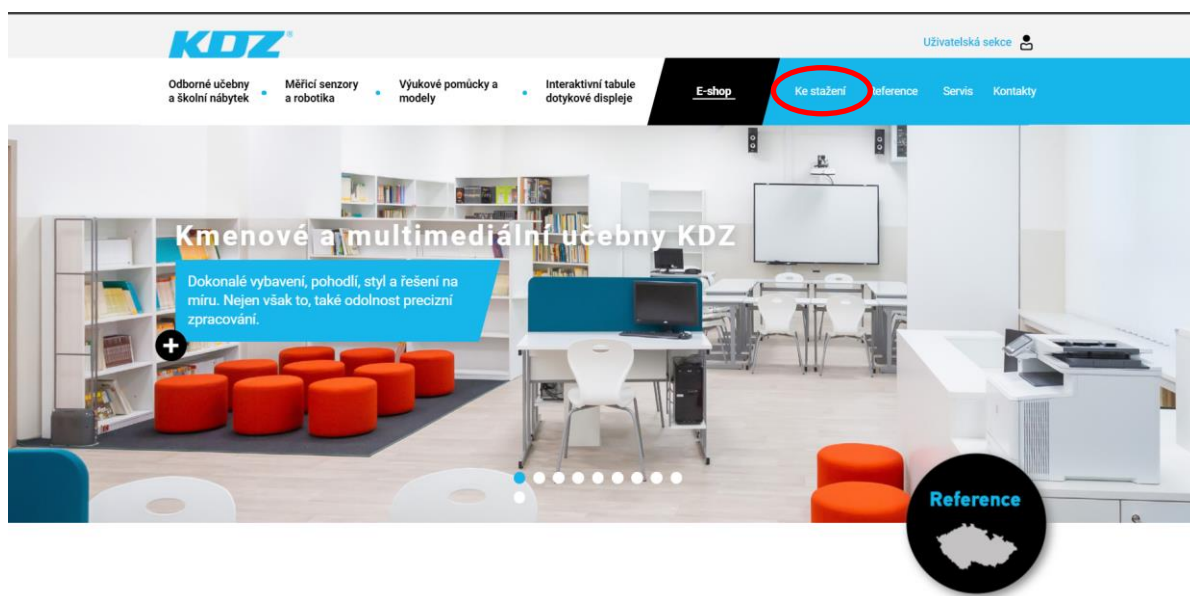 KDZ®
Uživatelská sekce
Odborné učebny
a školní nábytek
Měřicí senzory
a robotika
Výukové pomůcky a
modely
Interaktivní tabule
dotykové displeje
E-shop
Ke stažení
Reference
Servis
Kontakty
Kmenové a multimediální učebny KDZ
Dokonalé vybavení, pohodlí, styl a řešení na
míru. Nejen však to, také odolnost precizní
zpracování.
Reference